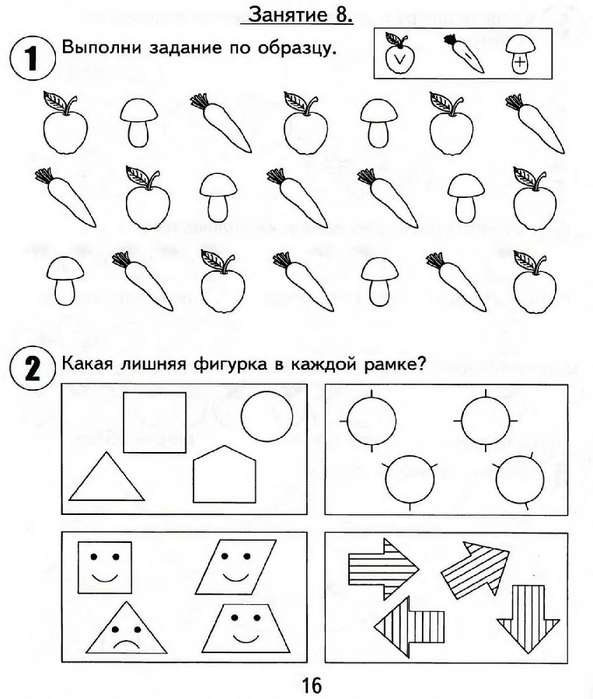 Занятие 8.
1 Выполни задание по образцу.
2 Какая лишняя фигурка в каждой рамке?
16